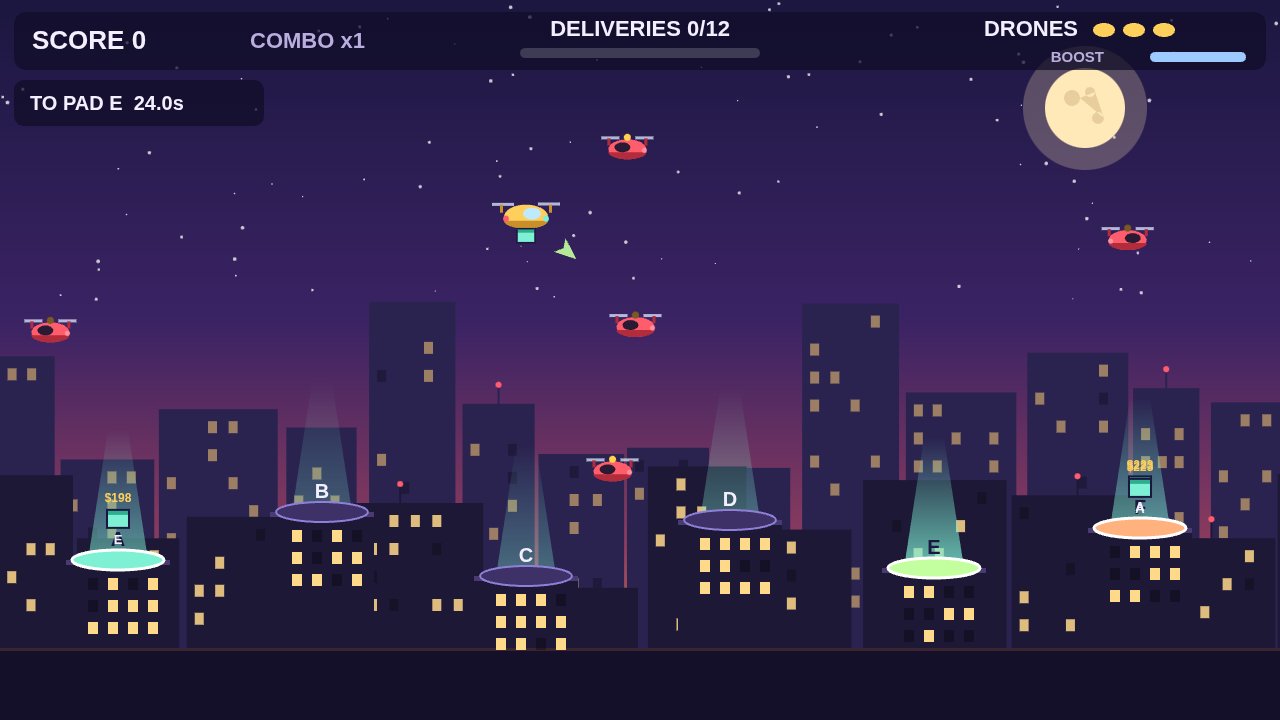 SCORE 0
COMBO x1
DELIVERIES 0/12
DRONES
BOOST
TO PAD E 24.0s
$198
E
B
C
D
E
A